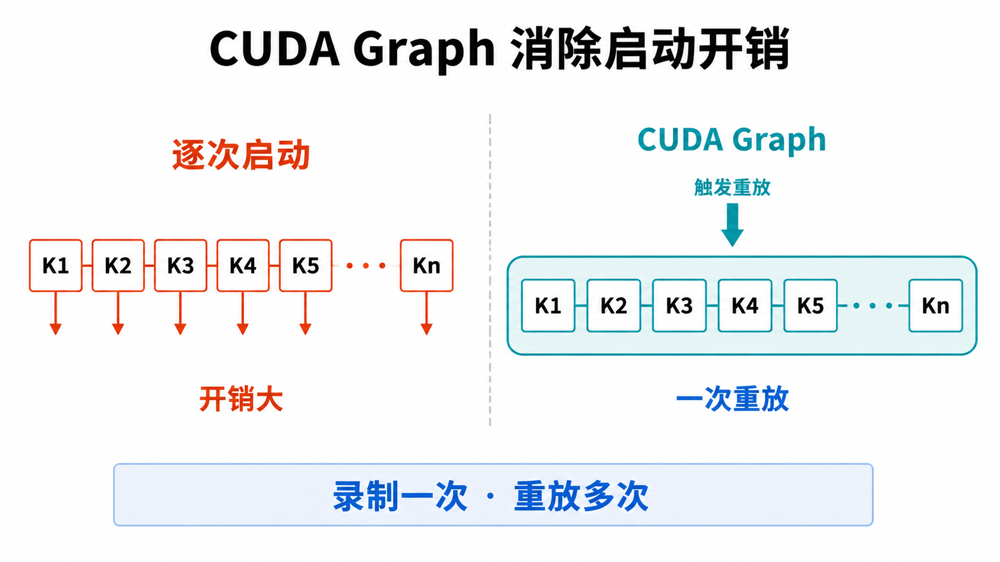 CUDA Graph 消除启动开销
逐次启动
K1 K2 K3 K4 K5 ··· Kn
开销大
CUDA Graph
触发重放
K1 K2 K3 K4 K5 ··· Kn
一次重放
录制一次 · 重放多次